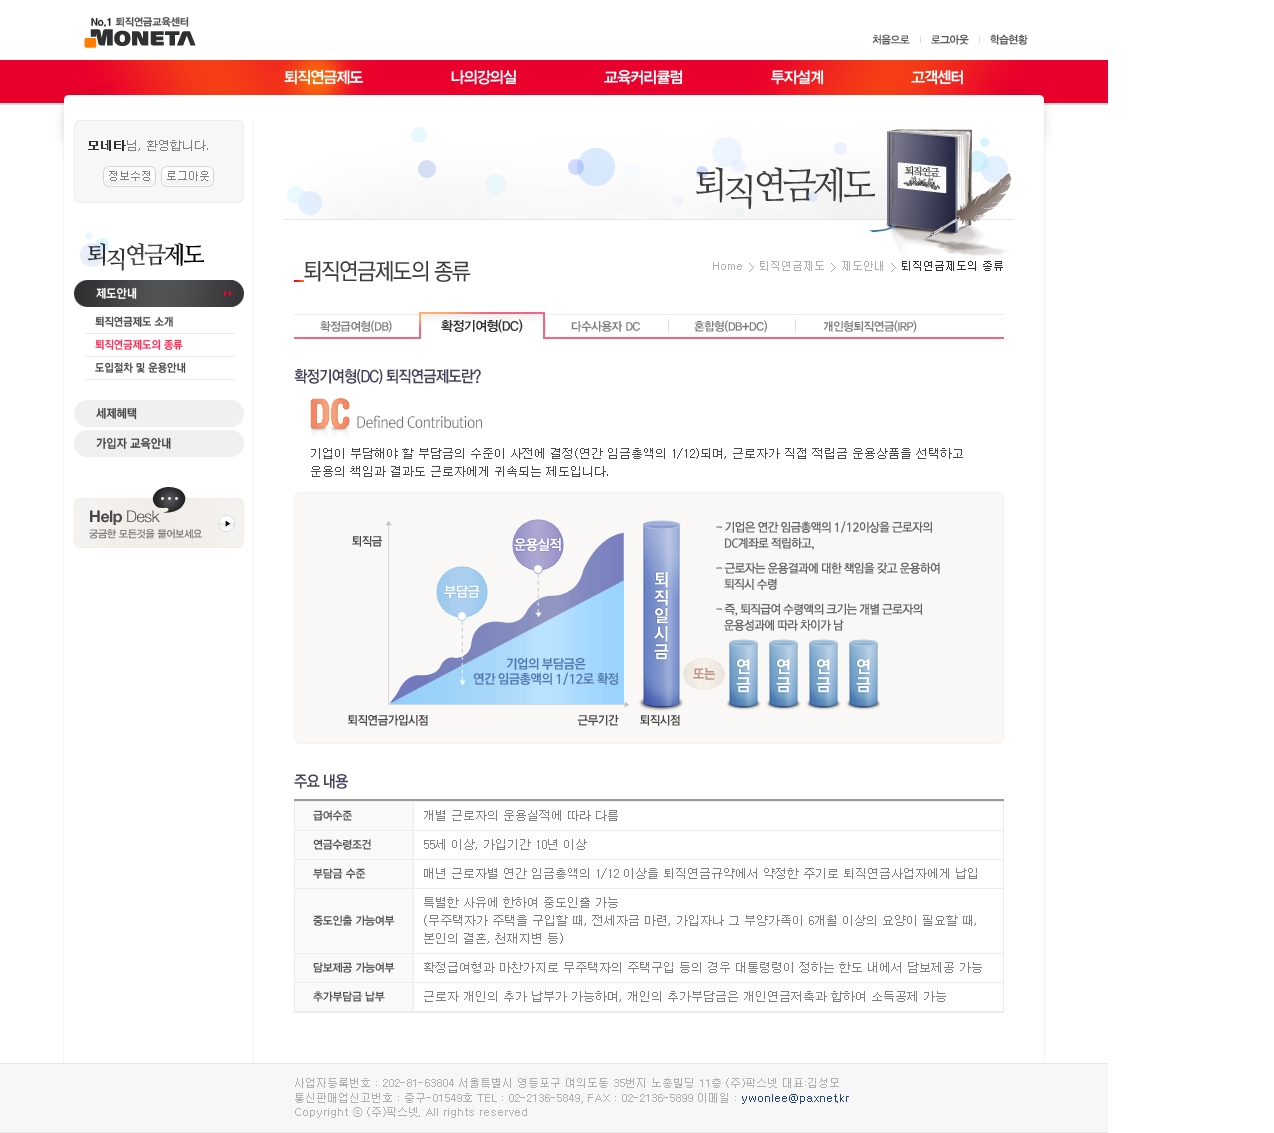 No.1 퇴직연금교육센터
MONETA
처음으로
로그아웃
학습현황
퇴직연금제도
나의강의실
교육커리큘럼
투자설계
고객센터
모네타님, 환영합니다.
정보수정
로그아웃
퇴직연금제도
제도안내
퇴직연금제도 소개
퇴직연금제도의 종류
도입절차 및 운용안내
세제혜택
가입자 교육안내
Help Desk
궁금한 모든것을 물어보세요
퇴직연금제도
퇴직연금
퇴직연금제도의 종류
Home > 퇴직연금제도 > 제도안내 > 퇴직연금제도의 종류
확정급여형(DB)
확정기여형(DC)
다수사용자 DC
혼합형(DB+DC)
개인형퇴직연금(IRP)
확정기여형(DC) 퇴직연금제도란?
DC Defined Contribution
기업이 부담해야 할 부담금의 수준이 사전에 결정(연간 임금총액의 1/12)되며, 근로자가 직접 적립금 운용상품을 선택하고
운용의 책임과 결과도 근로자에게 귀속되는 제도입니다.
퇴직금
부담금
운용실적
기업의 부담금은
연간 임금총액의 1/12로 확정
퇴직연금가입시점
근무기간
퇴직일시금
퇴직시점
또는
- 기업은 연간 임금총액의 1/12이상을 근로자의
DC계좌로 적립하고,
- 근로자는 운용결과에 대한 책임을 갖고 운용하여
퇴직시 수령
- 즉, 퇴직급여 수령액의 크기는 개별 근로자의
운용성과에 따라 차이가 남
연금
연금
연금
연금
주요 내용
급여수준
개별 근로자의 운용실적에 따라 다름
연금수령조건
55세 이상, 가입기간 10년 이상
부담금 수준
매년 근로자별 연간 임금총액의 1/12 이상을 퇴직연금규약에서 약정한 주기로 퇴직연금사업자에게 납입
중도인출 가능여부
특별한 사유에 한하여 중도인출 가능
(무주택자가 주택을 구입할 때, 전세자금 마련, 가입자나 그 부양가족이 6개월 이상의 요양이 필요할 때,
본인의 결혼, 천재지변 등)
담보제공 가능여부
확정급여형과 마찬가지로 무주택자의 주택구입 등의 경우 대통령령이 정하는 한도 내에서 담보제공 가능
추가부담금 납부
근로자 개인의 추가 납부가 가능하며, 개인의 추가부담금은 개인연금저축과 합하여 소득공제 가능
사업자등록번호 : 202-81-63804 서울특별시 영등포구 여의도동 35번지 노총빌딩 11층 (주)팍스넷 대표:김성모
통신판매업신고번호 : 중구-01549호 TEL : 02-2136-5849, FAX : 02-2136-5899 이메일 : ywonlee@paxnet.kr
Copyright ⓒ (주)팍스넷, All rights reserved